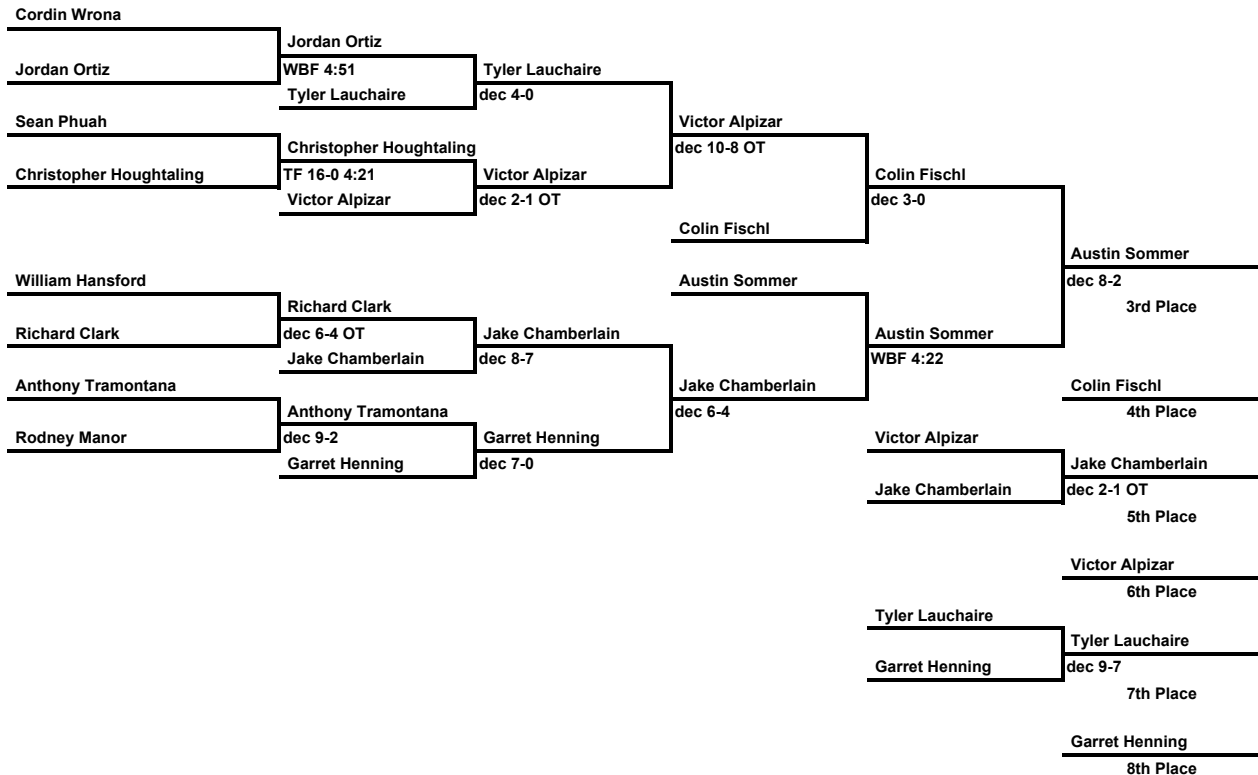 Cordin Wrona
Jordan Ortiz
Jordan Ortiz
WBF 4:51
Tyler Lauchaire
Tyler Lauchaire
dec 4-0
Sean Phuah
Victor Alpizar
dec 10-8 OT
Christopher Houghtaling
Christopher Houghtaling
TF 16-0 4:21
Victor Alpizar
Colin Fischl
Victor Alpizar
dec 2-1 OT
dec 3-0
Colin Fischl
Austin Sommer
William Hansford
Austin Sommer
dec 8-2
Richard Clark
3rd Place
Richard Clark
dec 6-4 OT
Jake Chamberlain
Austin Sommer
Jake Chamberlain
dec 8-7
WBF 4:22
Anthony Tramontana
Jake Chamberlain
Colin Fischl
Anthony Tramontana
dec 6-4
4th Place
Rodney Manor
dec 9-2
Garret Henning
Victor Alpizar
Garret Henning
dec 7-0
Jake Chamberlain
Jake Chamberlain
dec 2-1 OT
5th Place
Victor Alpizar
6th Place
Tyler Lauchaire
Tyler Lauchaire
Garret Henning
dec 9-7
7th Place
Garret Henning
8th Place